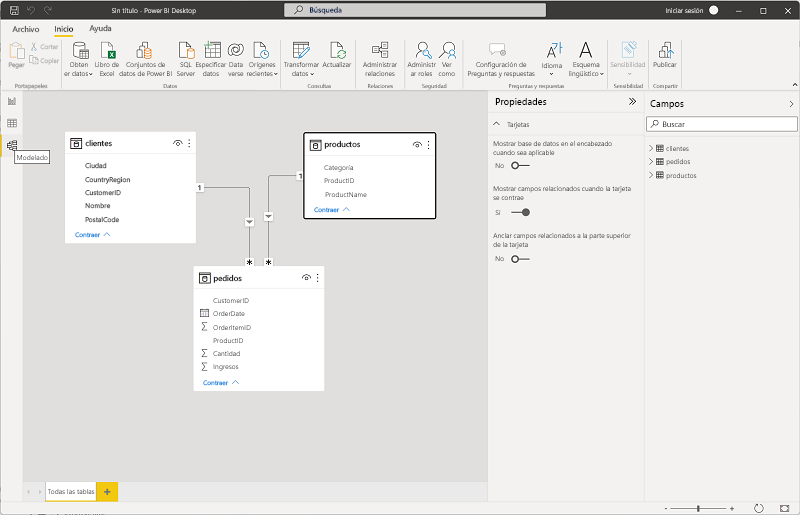 Sin título - Power BI Desktop
Búsqueda
Iniciar sesión
Archivo Inicio Ayuda
Pegar
Cortar
Copiar
Portapapeles
Obten
er datos
Libro de
Excel
Conjuntos de
datos de Power BI
SQL
Server
Especificar
datos
Data
verse
Orígenes
recientes
Datos
Transformar
datos
Actualizar
Consultas
Administrar
relaciones
Relaciones
Administr
ar roles
Ver
como
Seguridad
Configuración de
Preguntas y respuestas
Idioma
Esquema
lingüístico
Preguntas y respuestas
Sensibilidad
Sensibilidad
Publicar
Compartir
Modelado
clientes
Ciudad
CountryRegion
CustomerID
Nombre
PostalCode
Contraer
1
productos
Categoría
ProductID
ProductName
Contraer
1
*
*
pedidos
CustomerID
OrderDate
OrderItemID
ProductID
Cantidad
Ingresos
Contraer
Propiedades
Tarjetas
Mostrar base de datos en el encabezado
cuando sea aplicable
No
Mostrar campos relacionados cuando la tarjeta
se contrae
Sí
Anclar campos relacionados a la parte superior
de la tarjeta
No
Campos
Buscar
clientes
pedidos
productos
Todas las tablas